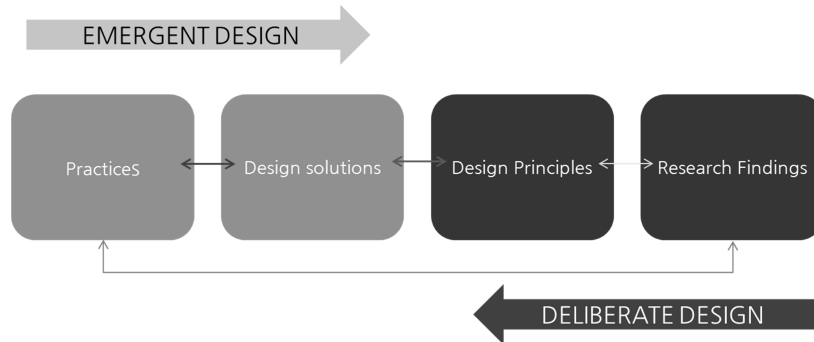 EMERGENT DESIGN
PracticeS
Design solutions
Design Principles
Research Findings
DELIBERATE DESIGN